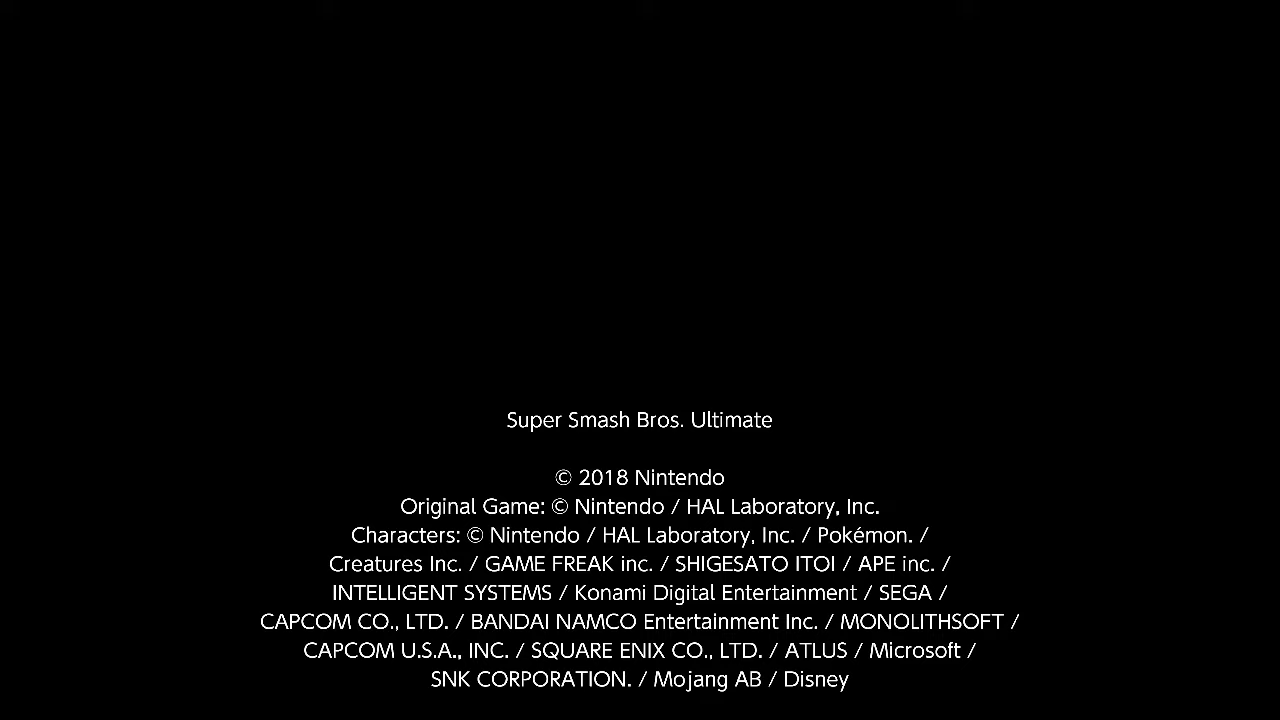 Super Smash Bros. Ultimate
© 2018 Nintendo
Original Game: © Nintendo / HAL Laboratory, Inc.
Characters: © Nintendo / HAL Laboratory, Inc. / Pokémon. /
Creatures Inc. / GAME FREAK inc. / SHIGESATO ITOI / APE inc. /
INTELLIGENT SYSTEMS / Konami Digital Entertainment / SEGA /
CAPCOM CO., LTD. / BANDAI NAMCO Entertainment Inc. / MONOLITHSOFT /
CAPCOM U.S.A., INC. / SQUARE ENIX CO., LTD. / ATLUS / Microsoft /
SNK CORPORATION. / Mojang AB / Disney